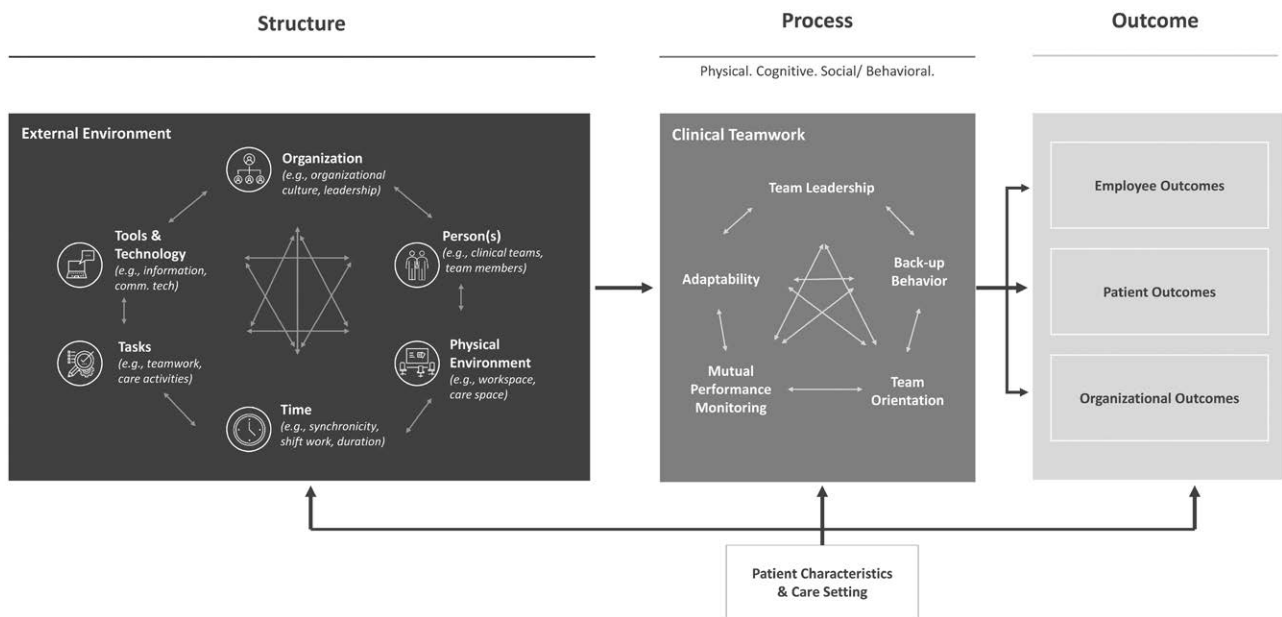 Structure
Process
Outcome
Physical. Cognitive. Social/ Behavioral.
External Environment
Organization
(e.g., organizational
culture, leadership)
Tools &
Technology
(e.g., information,
comm. tech)
Person(s)
(e.g., clinical teams,
team members)
Tasks
(e.g., teamwork,
care activities)
Physical
Environment
(e.g., workspace,
care space)
Time
(e.g., synchronicity,
shift work, duration)
Clinical Teamwork
Team Leadership
Adaptability
Back-up
Behavior
Mutual
Performance
Monitoring
Team
Orientation
Employee Outcomes
Patient Outcomes
Organizational Outcomes
Patient Characteristics
& Care Setting